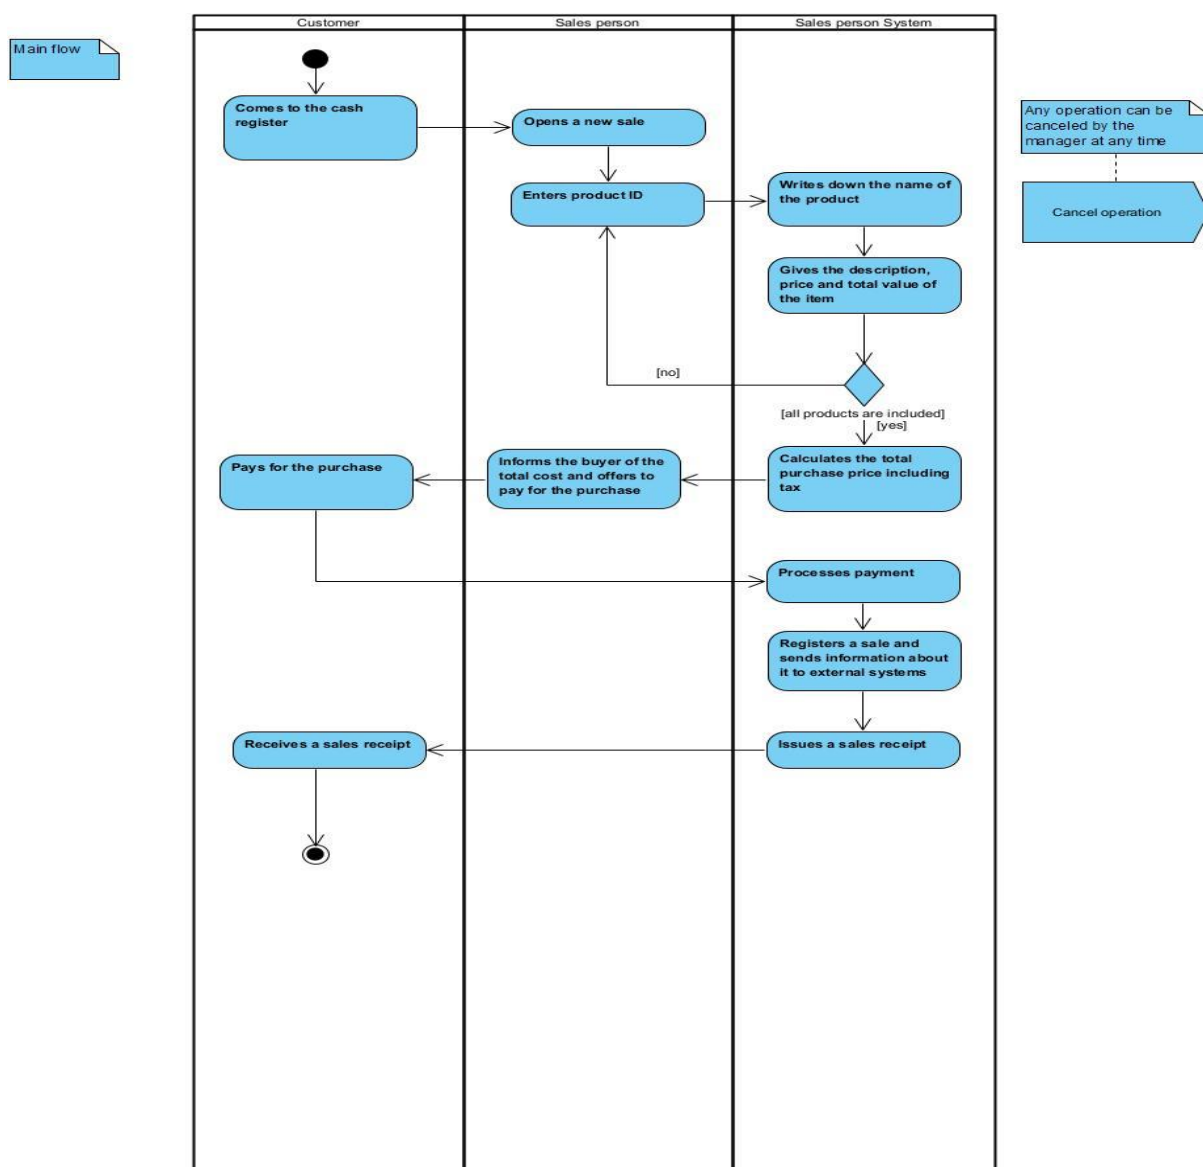 Customer
Sales person
Sales person System
Main flow
Comes to the cash
register
Opens a new sale
Any operation can be
canceled by the
manager at any time
Enters product ID
Writes down the name of
the product
Cancel operation
Gives the description,
price and total value of
the item
[no]
[all products are included]
[yes]
Pays for the purchase
Informs the buyer of the
total cost and offers to
pay for the purchase
Calculates the total
purchase price including
tax
Processes payment
Registers a sale and
sends information about
it to external systems
Receives a sales receipt
Issues a sales receipt